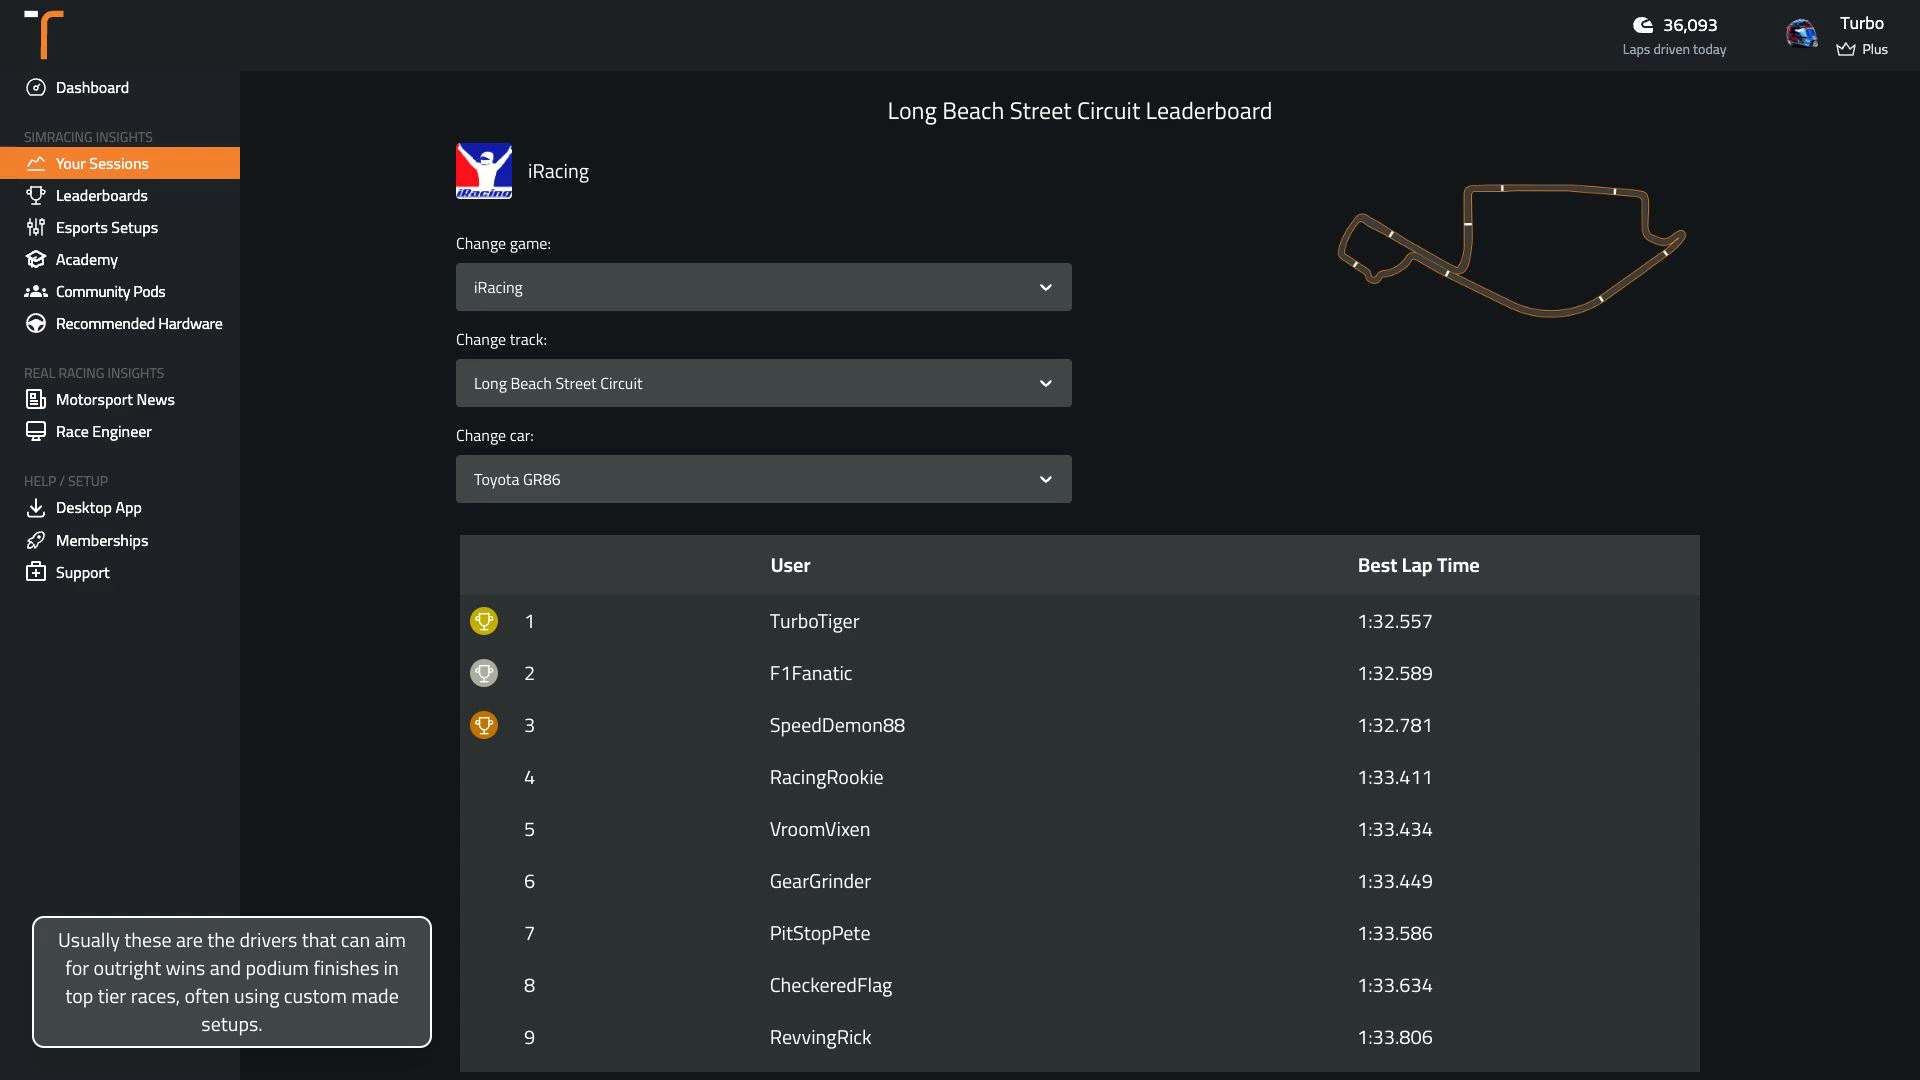 36,093
Laps driven today
Turbo
Plus
Dashboard
SIMRACING INSIGHTS
Your Sessions
Leaderboards
Esports Setups
Academy
Community Pods
Recommended Hardware
REAL RACING INSIGHTS
Motorsport News
Race Engineer
HELP / SETUP
Desktop App
Memberships
Support
Usually these are the drivers that can aim
for outright wins and podium finishes in
top tier races, often using custom made
setups.
Long Beach Street Circuit Leaderboard
iRacing
iRacing
Change game:
iRacing
Change track:
Long Beach Street Circuit
Change car:
Toyota GR86
User Best Lap Time
1 TurboTiger 1:32.557
2 F1Fanatic 1:32.589
3 SpeedDemon88 1:32.781
4 RacingRookie 1:33.411
5 VroomVixen 1:33.434
6 GearGrinder 1:33.449
7 PitStopPete 1:33.586
8 CheckeredFlag 1:33.634
9 RevvingRick 1:33.806